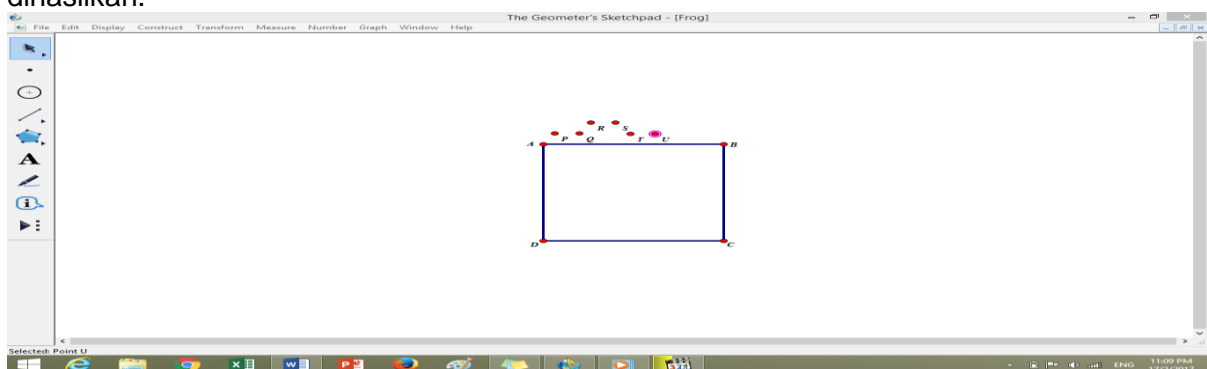 dihasilkan:
The Geometer's Sketchpad - [Frog]
File Edit Display Construct Transform Measure Number Graph Window Help
R S
P Q T U
A B
D C
A
Selected: Point U
ENG 11:09 PM